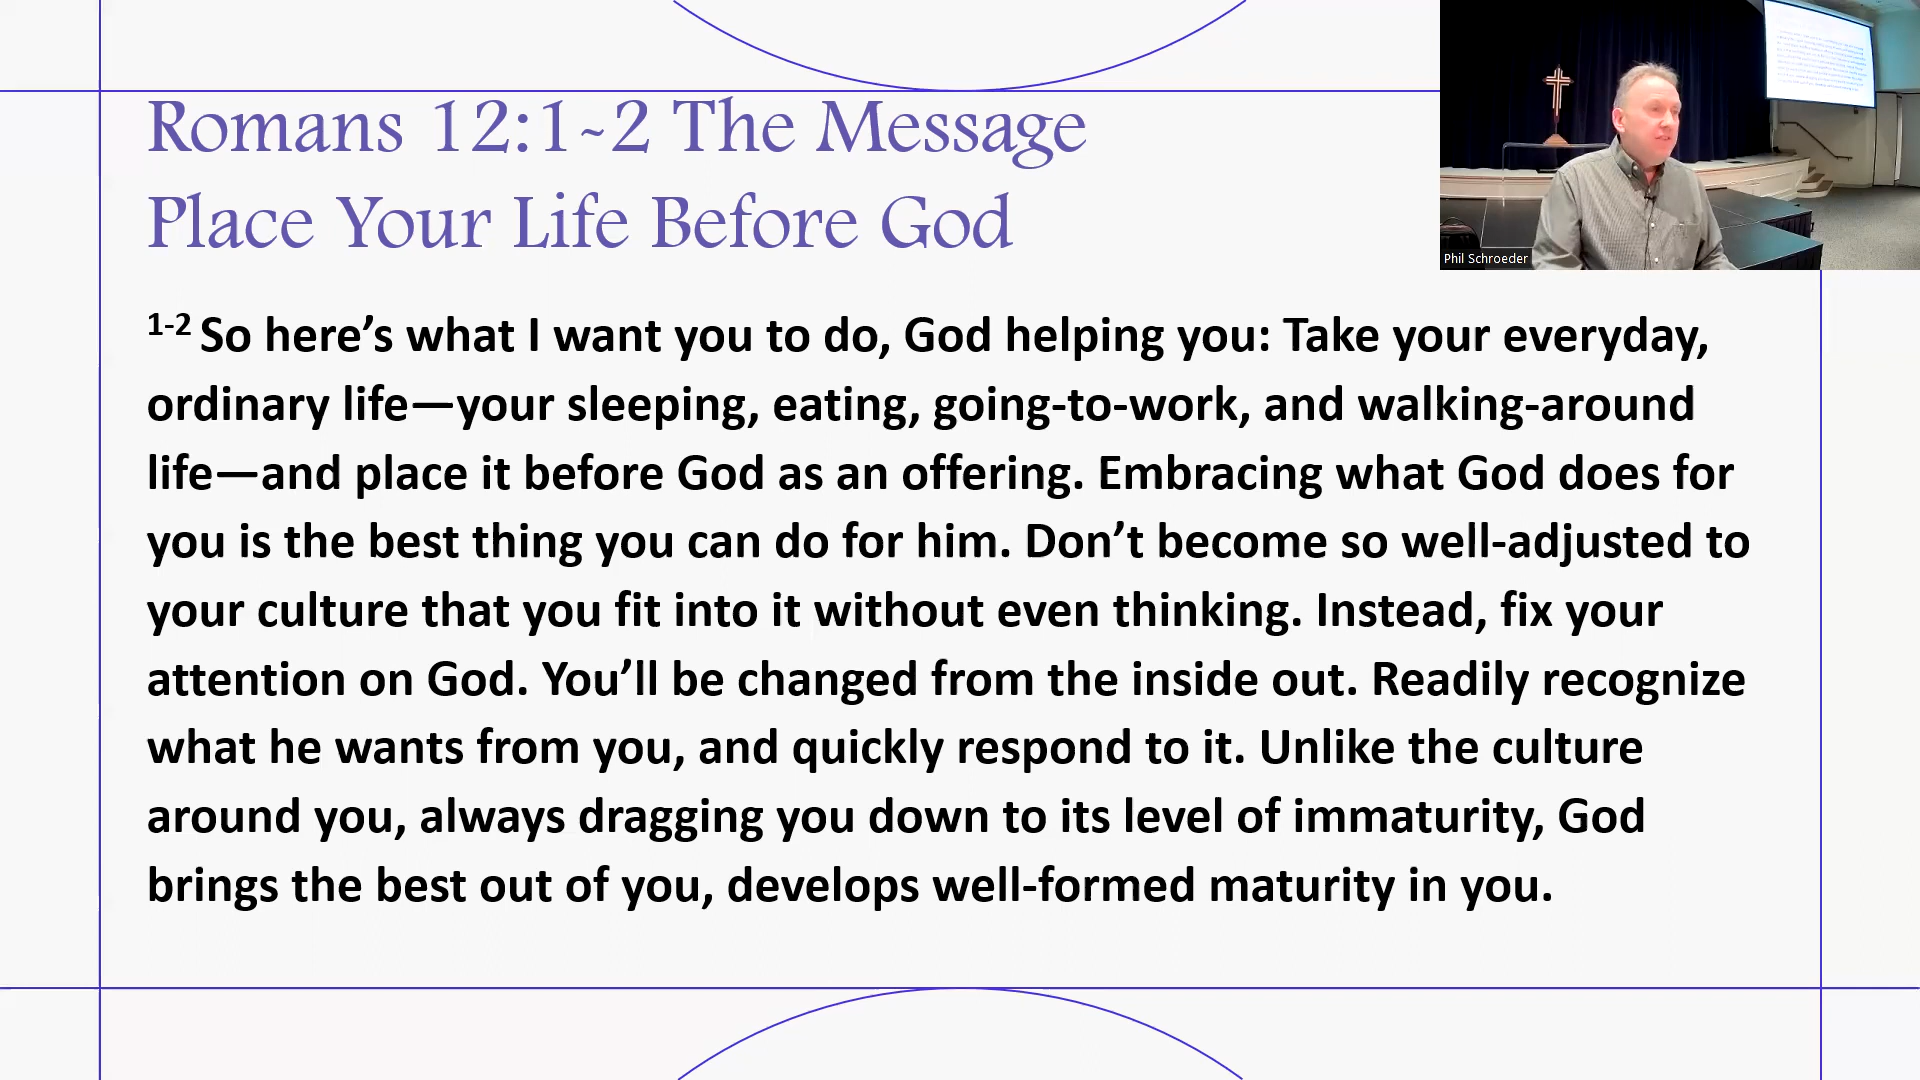 Romans 12:1~2 The Message
Place Your Life Before God
Phil Schroeder
1-2 So here’s what I want you to do, God helping you: Take your everyday,
ordinary life—your sleeping, eating, going-to-work, and walking-around
life—and place it before God as an offering. Embracing what God does for
you is the best thing you can do for him. Don’t become so well-adjusted to
your culture that you fit into it without even thinking. Instead, fix your
attention on God. You’ll be changed from the inside out. Readily recognize
what he wants from you, and quickly respond to it. Unlike the culture
around you, always dragging you down to its level of immaturity, God
brings the best out of you, develops well-formed maturity in you.